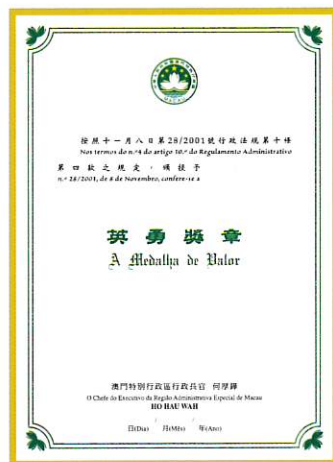 按照十一月八日第28/2001號行政法規第十條
Nos termos do n.º4 do artigo 10.º do Regulamento Administrativo
第四款之規定，頒授予
n.º 28/2001, de 8 de Novembro, confere-se a
英勇獎章
A Medalha de Valor
澳門特別行政區行政長官 何厚鏵
O Chefe do Executivo da Região Administrativa Especial de Macau
HO HAU WAH
/ /
日(Dia) 月(Mês) 年(Ano)